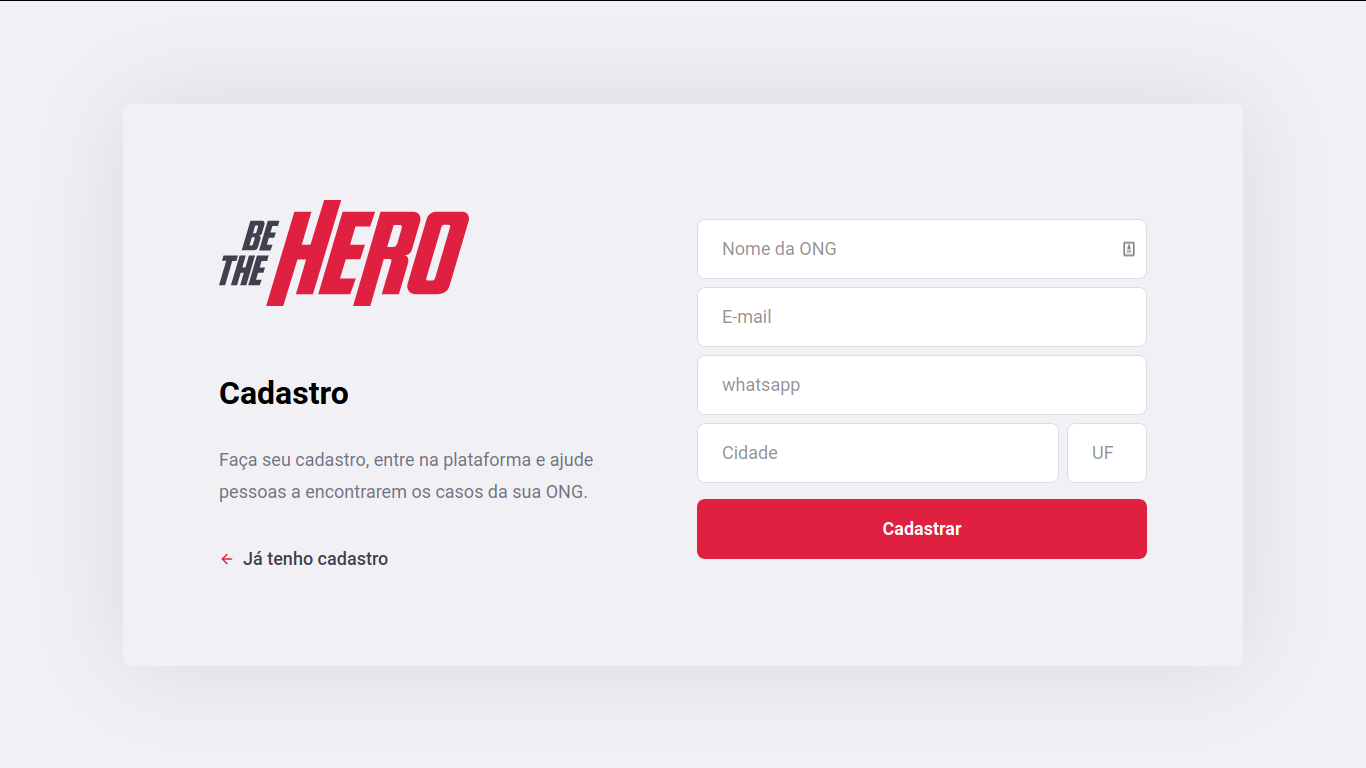 BE
THE HERO
Cadastro
Faça seu cadastro, entre na plataforma e ajude
pessoas a encontrarem os casos da sua ONG.
Já tenho cadastro
Nome da ONG
E-mail
whatsapp
Cidade
UF
Cadastrar